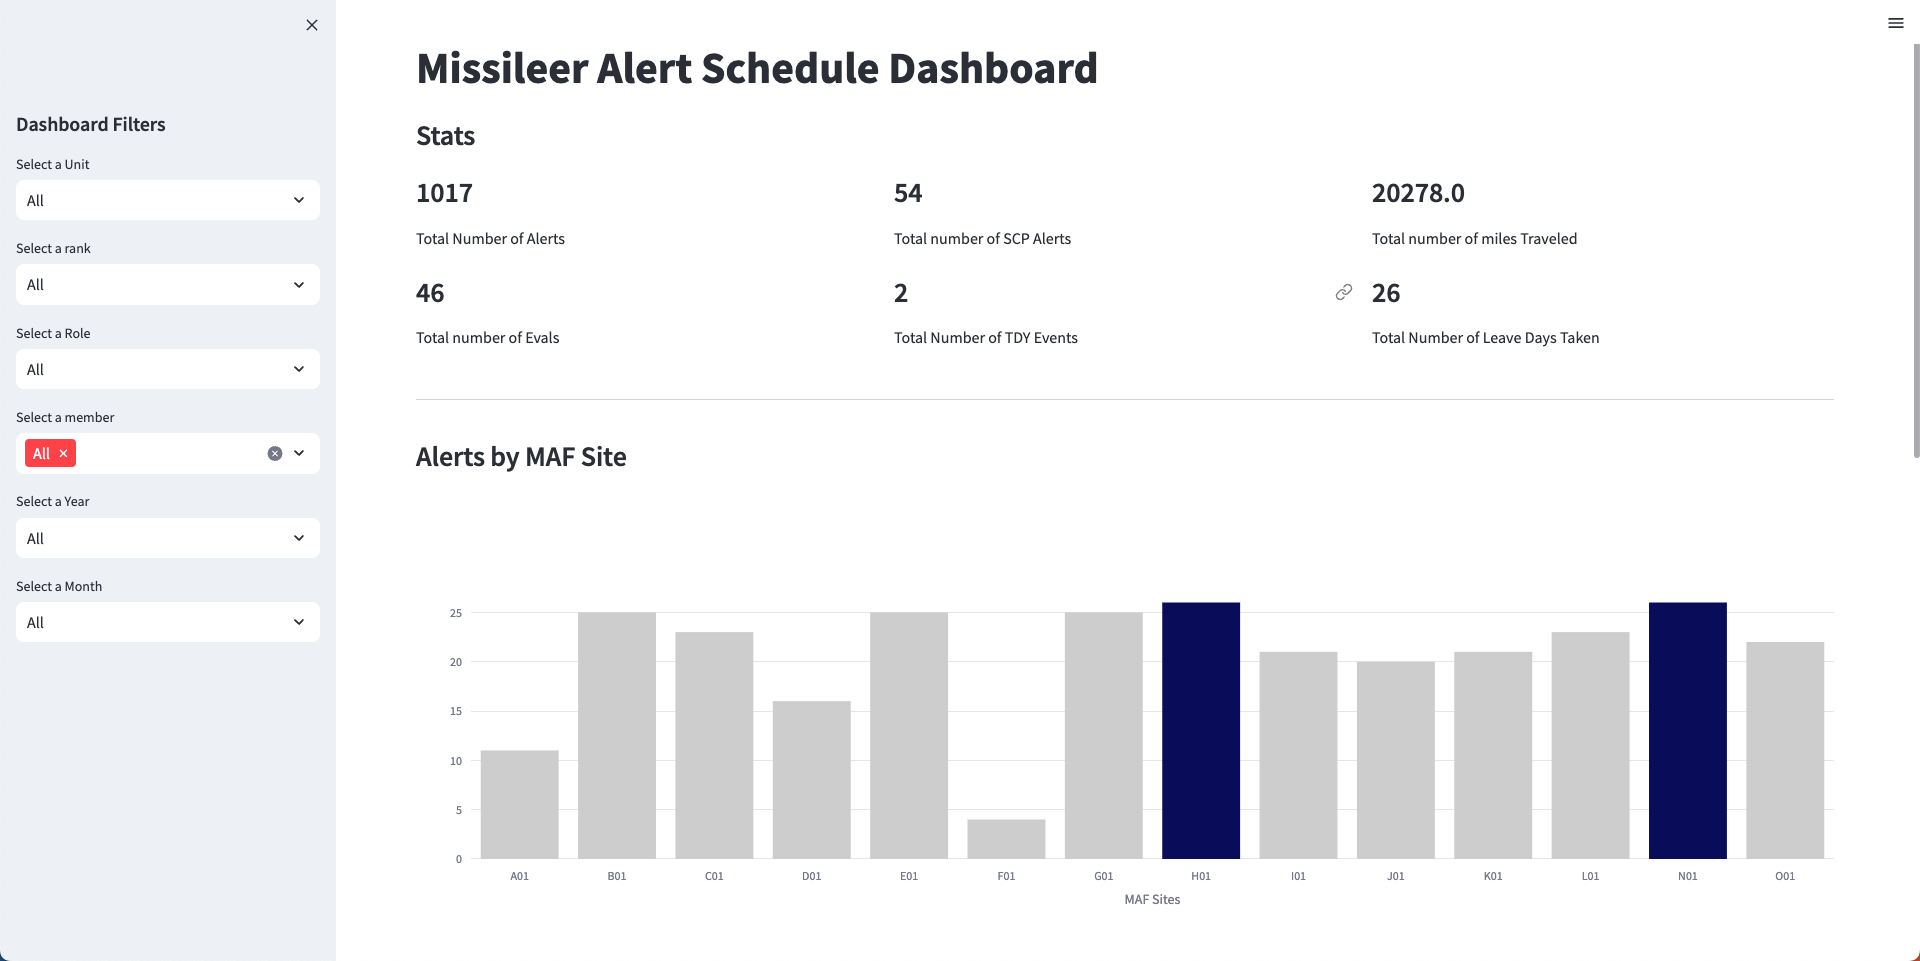 Missileer Alert Schedule Dashboard
Dashboard Filters
Select a Unit
All
Select a rank
All
Select a Role
All
Select a member
All
Select a Year
All
Select a Month
All
Stats
1017
Total Number of Alerts
54
Total number of SCP Alerts
20278.0
Total number of miles Traveled
46
Total number of Evals
2
Total Number of TDY Events
26
Total Number of Leave Days Taken
Alerts by MAF Site
25
20
15
10
5
0
A01 B01 C01 D01 E01 F01 G01 H01 I01 J01 K01 L01 N01 O01
MAF Sites